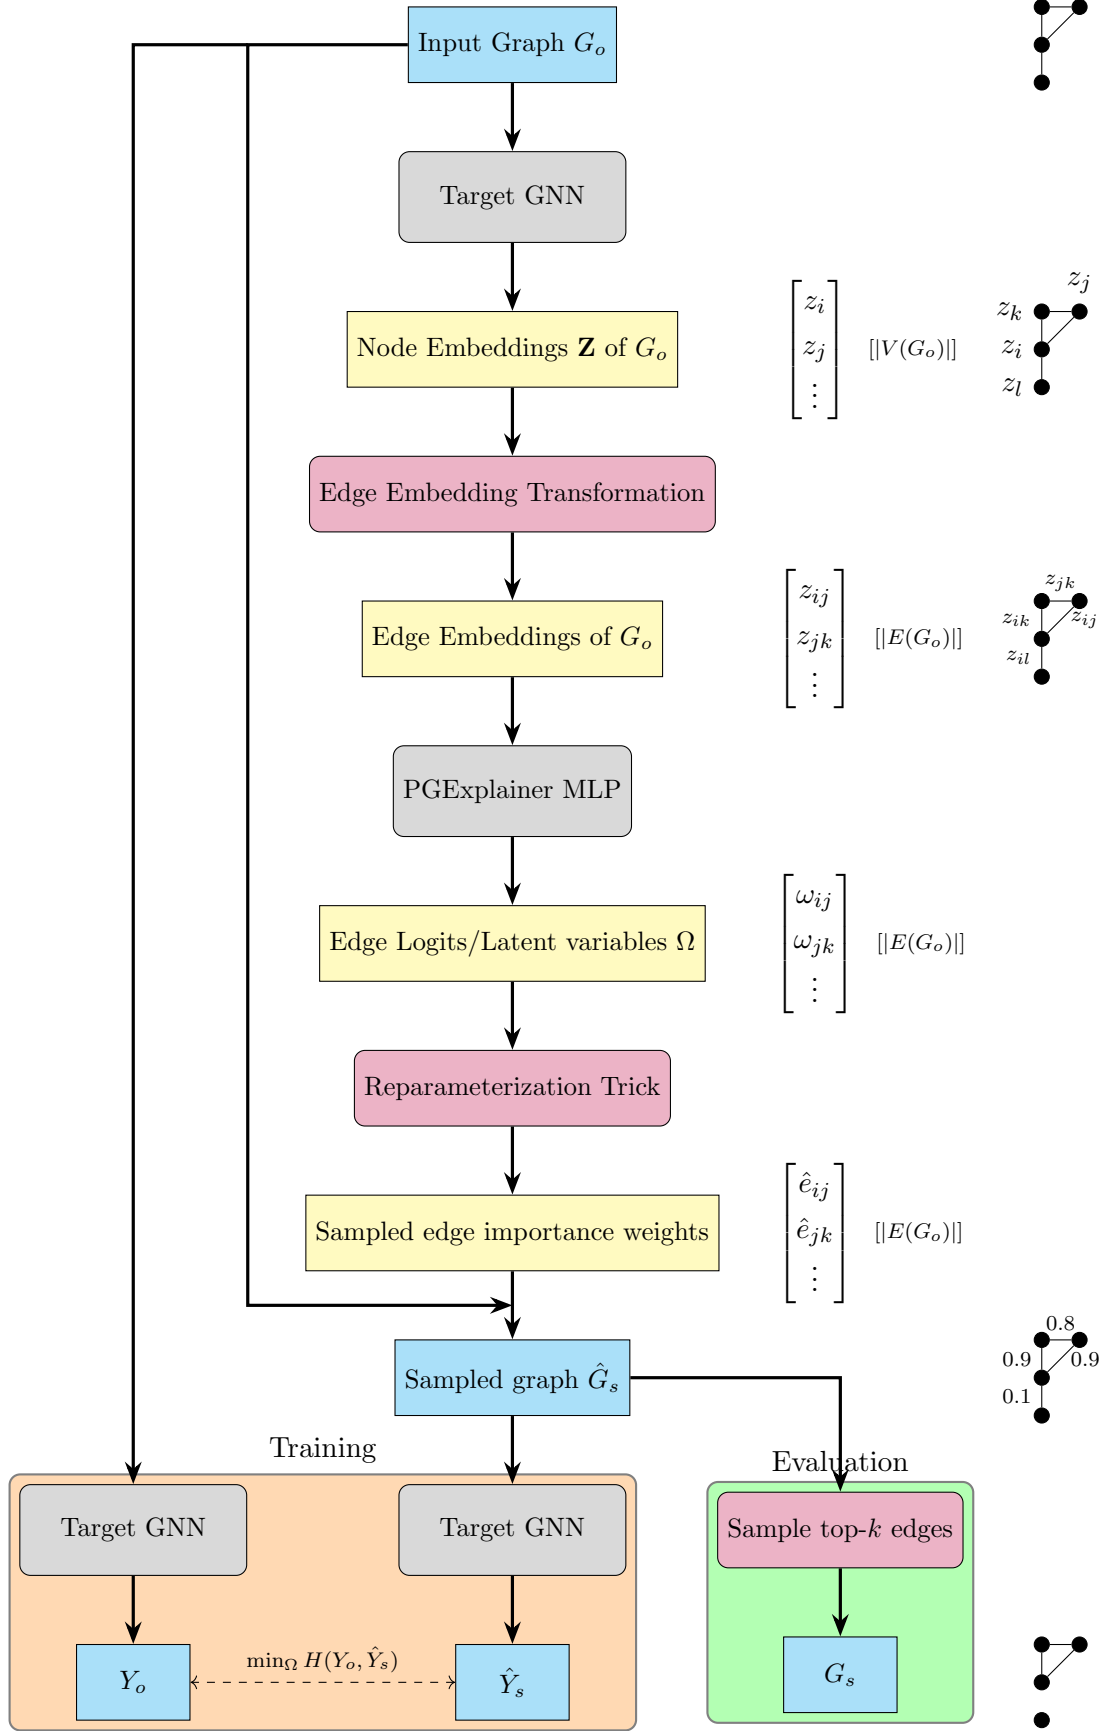 Input Graph $G_o$
Target GNN
$z_i$
$z_j$
⋮
$[|V(G_o)|]$
$z_j$
$z_k$
$z_i$
$z_l$
Node Embeddings $\mathbf{Z}$ of $G_o$
Edge Embedding Transformation
Edge Embeddings of $G_o$
$z_{ij}$
$z_{jk}$
⋮
$[|E(G_o)|]$
$z_{jk}$
$z_{ik}$
$z_{ij}$
$z_{il}$
PGExplainer MLP
Edge Logits/Latent variables $\Omega$
$\omega_{ij}$
$\omega_{jk}$
⋮
$[|E(G_o)|]$
Reparameterization Trick
Sampled edge importance weights
$\hat{e}_{ij}$
$\hat{e}_{jk}$
⋮
$[|E(G_o)|]$
Sampled graph $\hat{G}_s$
0.8
0.9
0.9
0.1
Training
Evaluation
Target GNN
Target GNN
Sample top-$k$ edges
$Y_o$
$\min_\Omega H(Y_o, \hat{Y}_s)$
$\hat{Y}_s$
$G_s$